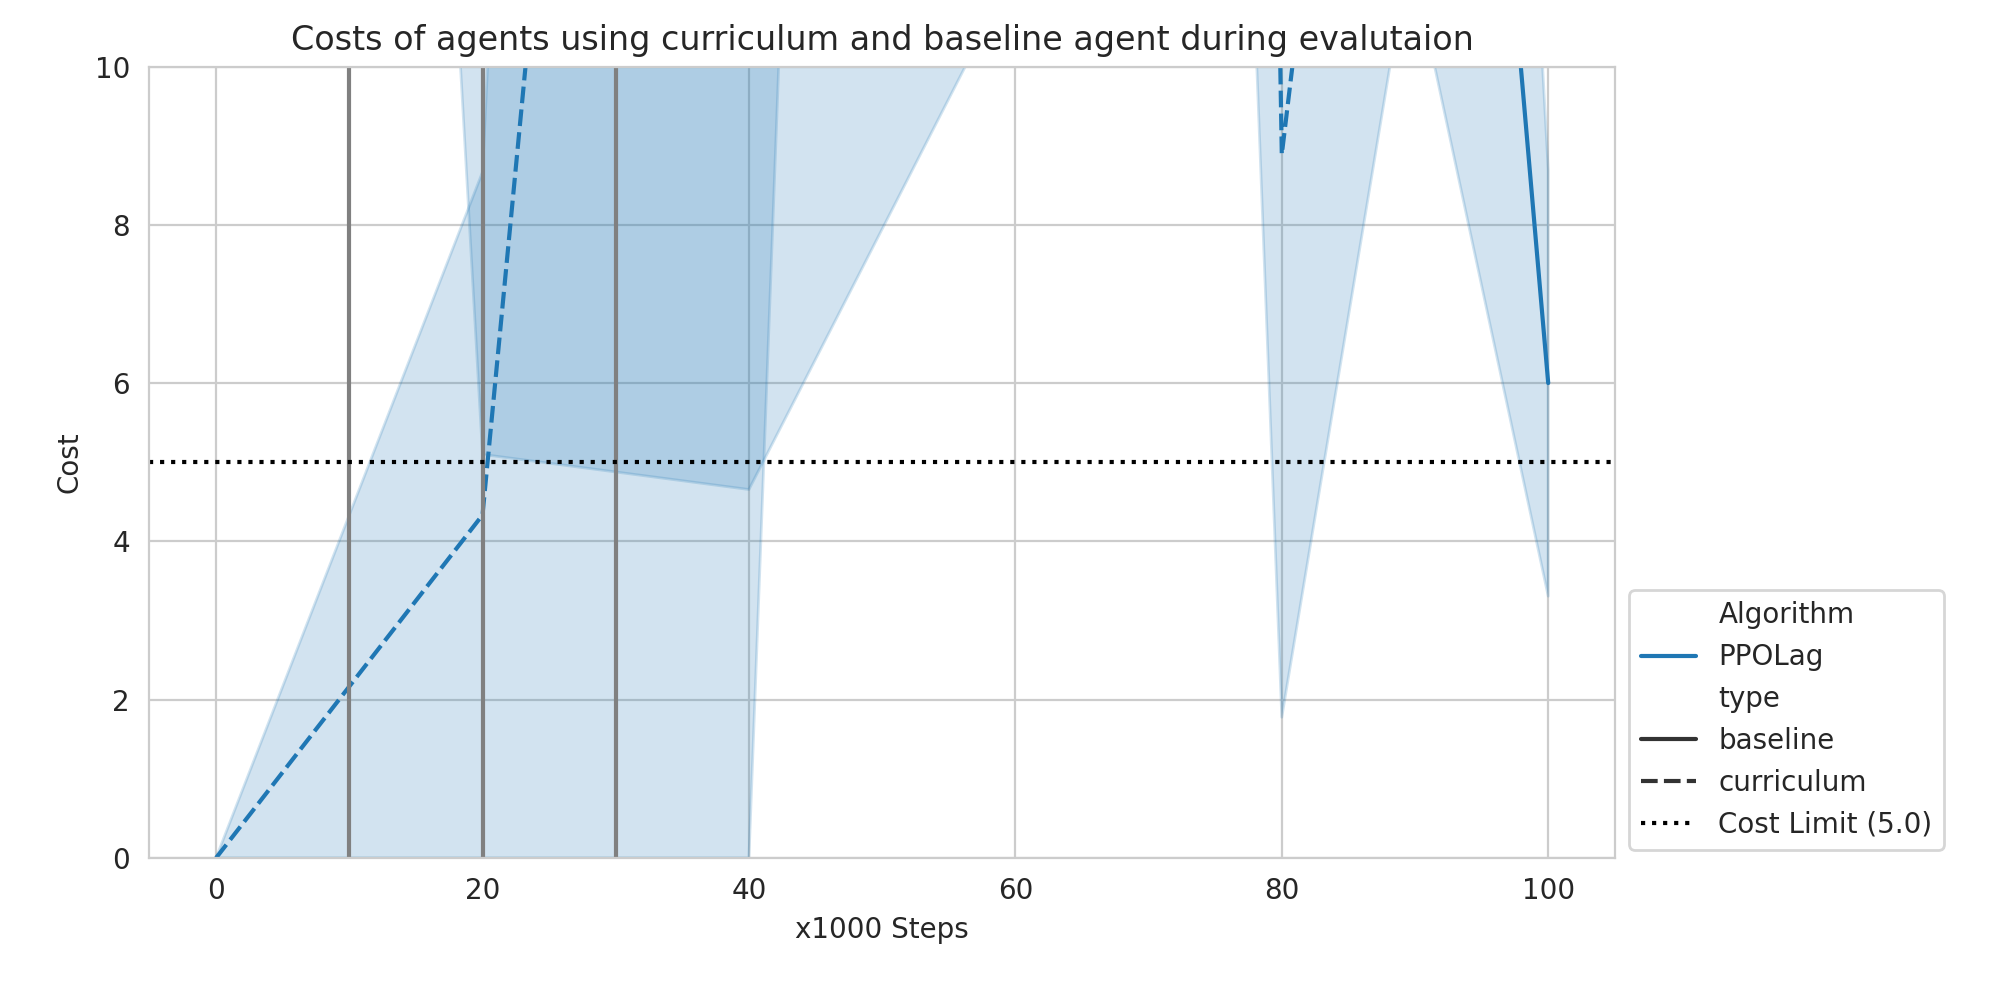 Costs of agents using curriculum and baseline agent during evalutaion
10
8
6
4
2
0
Cost
0 20 40 60 80 100
x1000 Steps
Algorithm
PPOLag
type
baseline
curriculum
Cost Limit (5.0)